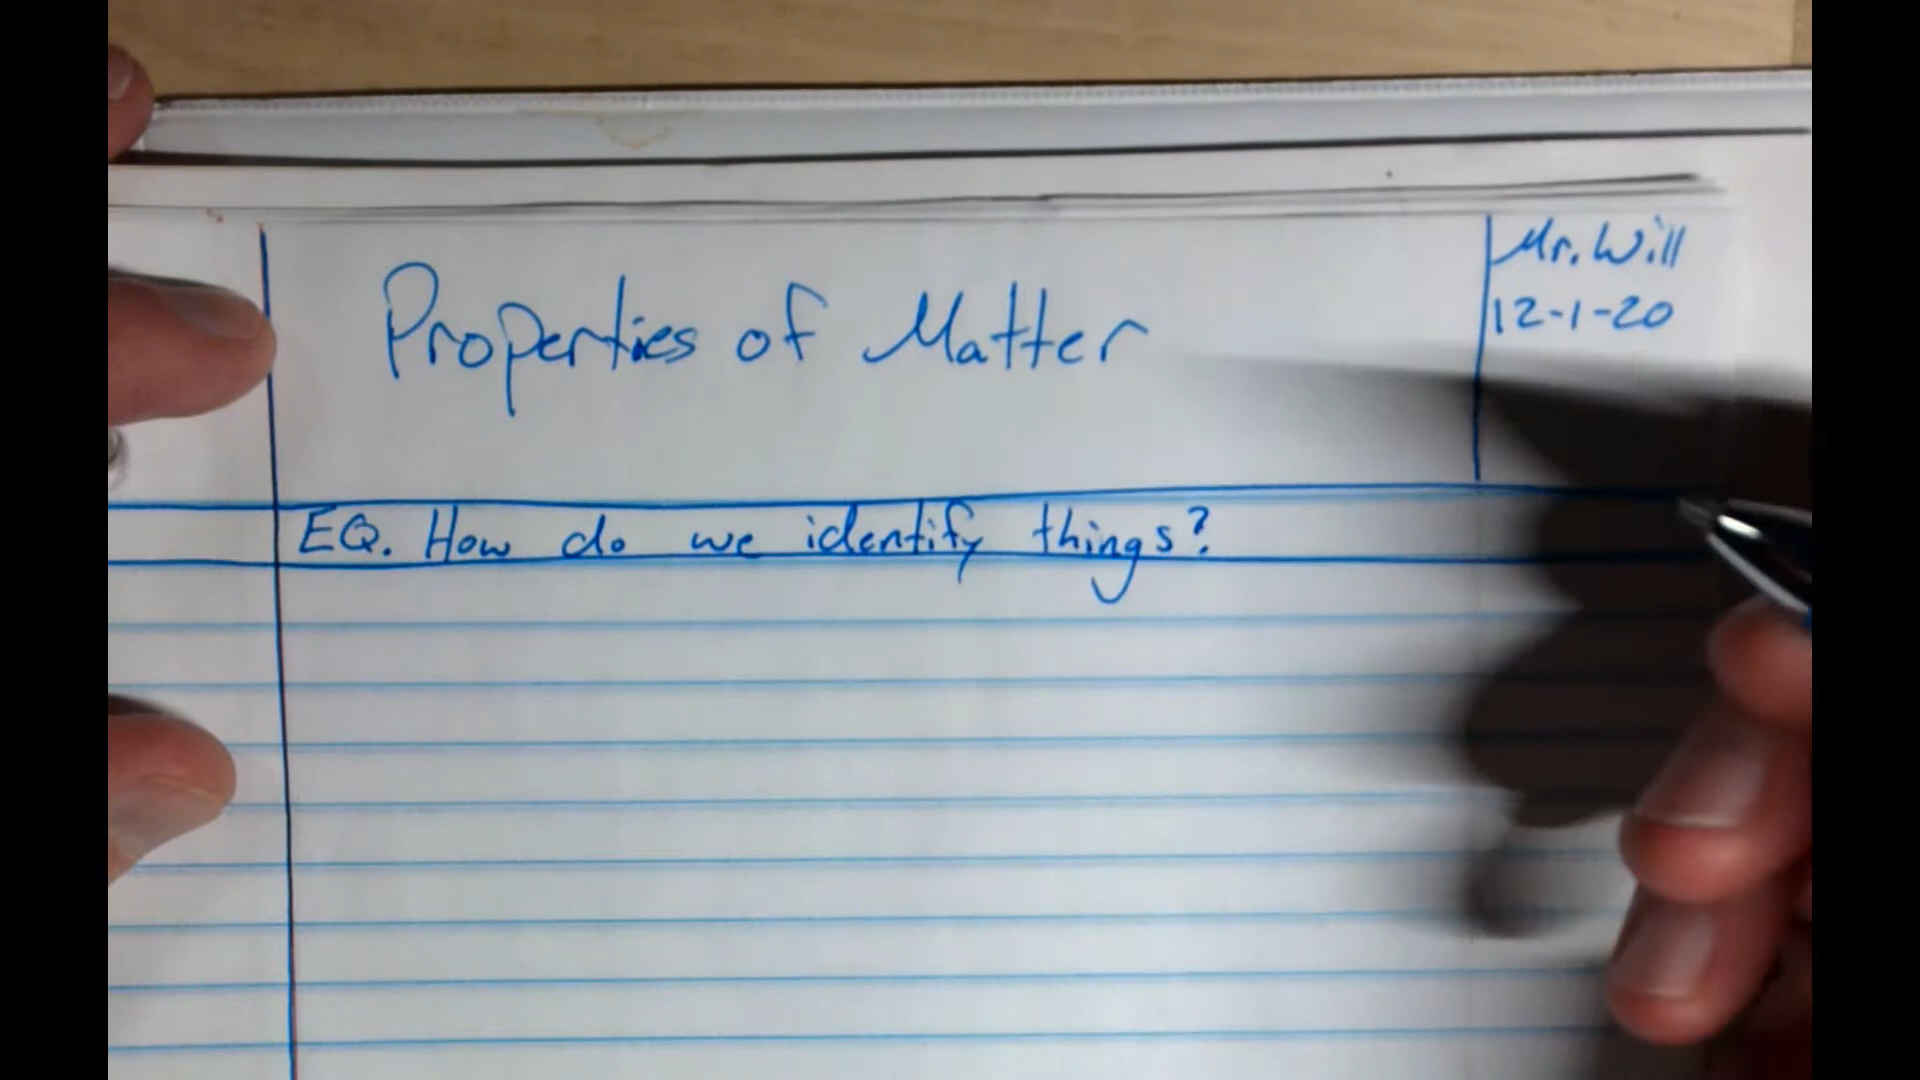 Properties of Matter
Mr. Will
12-1-20
EQ. How do we identify things?